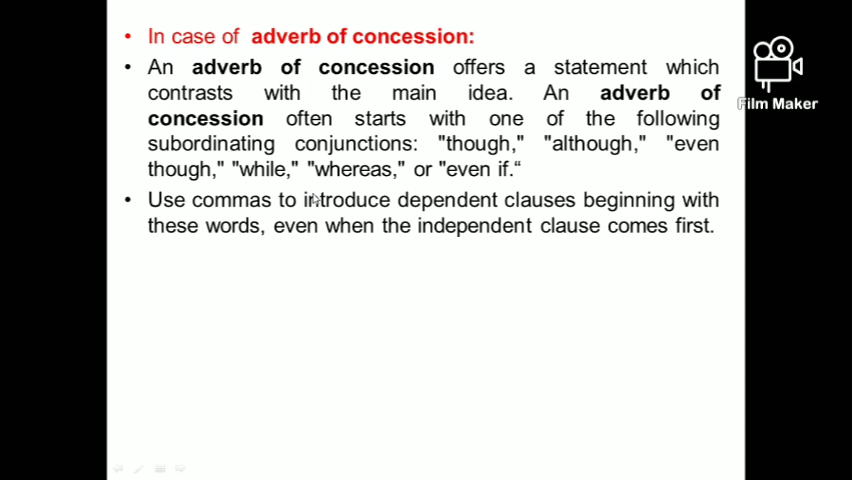 • In case of adverb of concession:
• An adverb of concession offers a statement which
contrasts with the main idea. An adverb of
concession often starts with one of the following
subordinating conjunctions: "though," "although," "even
though," "while," "whereas," or "even if.“
• Use commas to introduce dependent clauses beginning with
these words, even when the independent clause comes first.
Film Maker